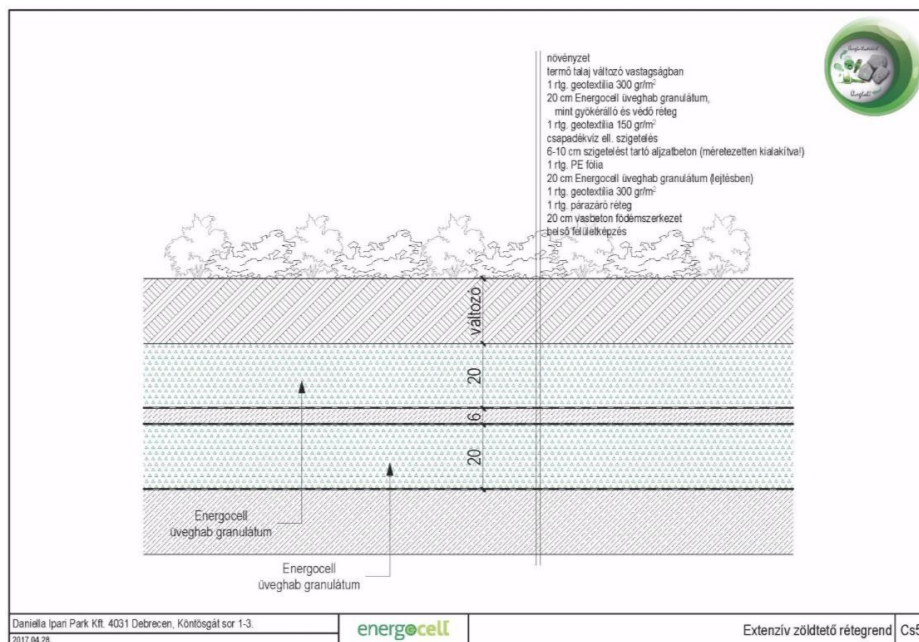 növényzet
termő talaj változó vastagságban
1 rtg. geotextília 300 gr/m²
20 cm Energocell üveghab granulátum,
mint gyökérálló és védő réteg
1 rtg. geotextília 150 gr/m²
csapadékvíz ell. szigetelés
6-10 cm szigetelést tartó aljzatbeton (méretezetten kialakítva!)
1 rtg. PE fólia
20 cm Energocell üveghab granulátum (lejtésben)
1 rtg. geotextília 300 gr/m²
1 rtg. párazáró réteg
20 cm vasbeton födémszerkezet
belső felületképzés
változó
20
6
20
Energocell
üveghab granulátum
Energocell
üveghab granulátum
Daniella Ipari Park Kft. 4031 Debrecen, Köntösgát sor 1-3.
2017.04.28.
energocell
Extenzív zöldtető rétegrend
Cs5